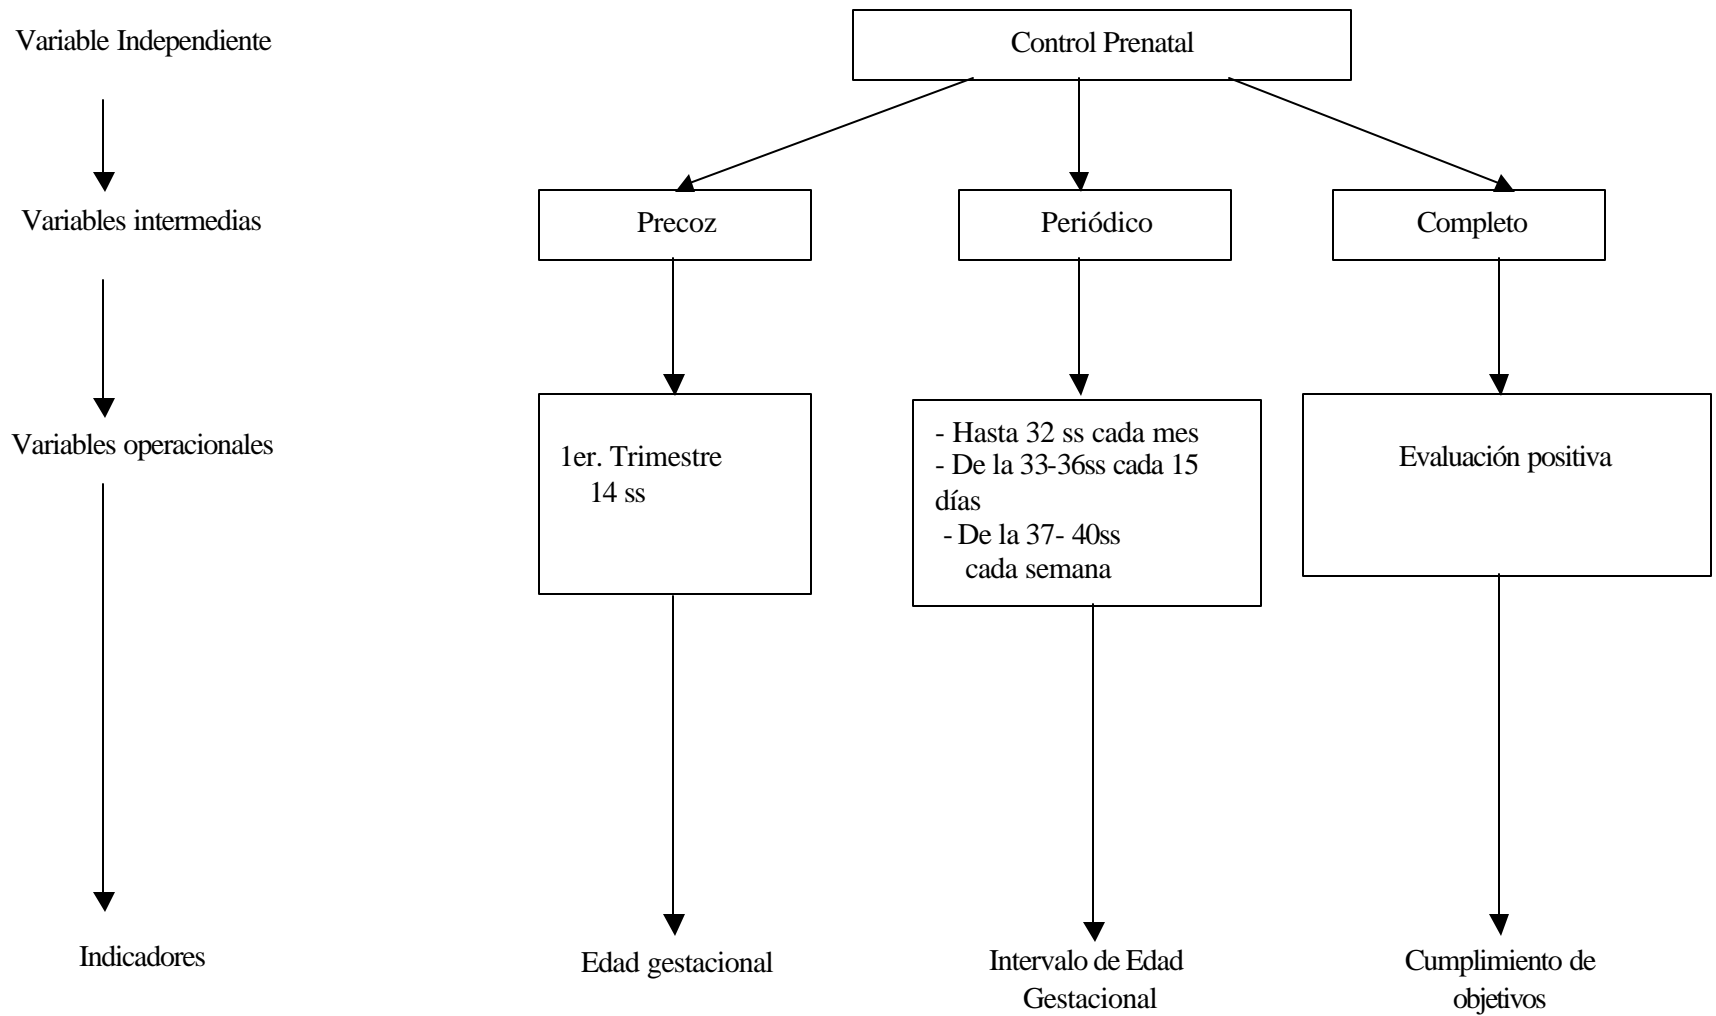 Variable Independiente
Control Prenatal
Variables intermedias
Precoz
Periódico
Completo
Variables operacionales
1er. Trimestre
14 ss
- Hasta 32 ss cada mes
- De la 33-36ss cada 15
días
- De la 37- 40ss
cada semana
Evaluación positiva
Indicadores
Edad gestacional
Intervalo de Edad
Gestacional
Cumplimiento de
objetivos